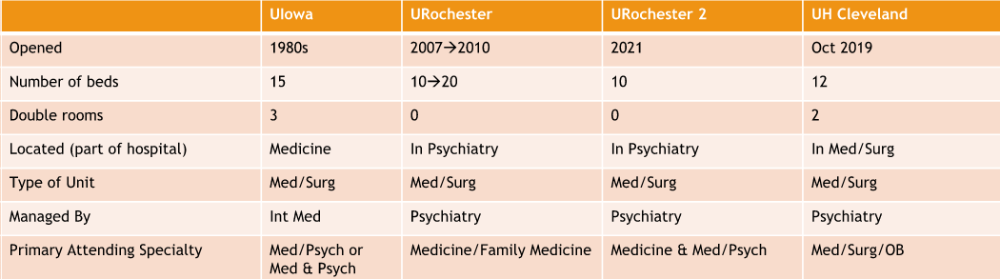 UIowa URochester URochester 2 UH Cleveland
Opened 1980s 2007→2010 2021 Oct 2019
Number of beds 15 10→20 10 12
Double rooms 3 0 0 2
Located (part of hospital) Medicine In Psychiatry In Psychiatry In Med/Surg
Type of Unit Med/Surg Med/Surg Med/Surg Med/Surg
Managed By Int Med Psychiatry Psychiatry Psychiatry
Primary Attending Specialty Med/Psych or Medicine/Family Medicine Medicine & Med/Psych Med/Surg/OB
Med & Psych